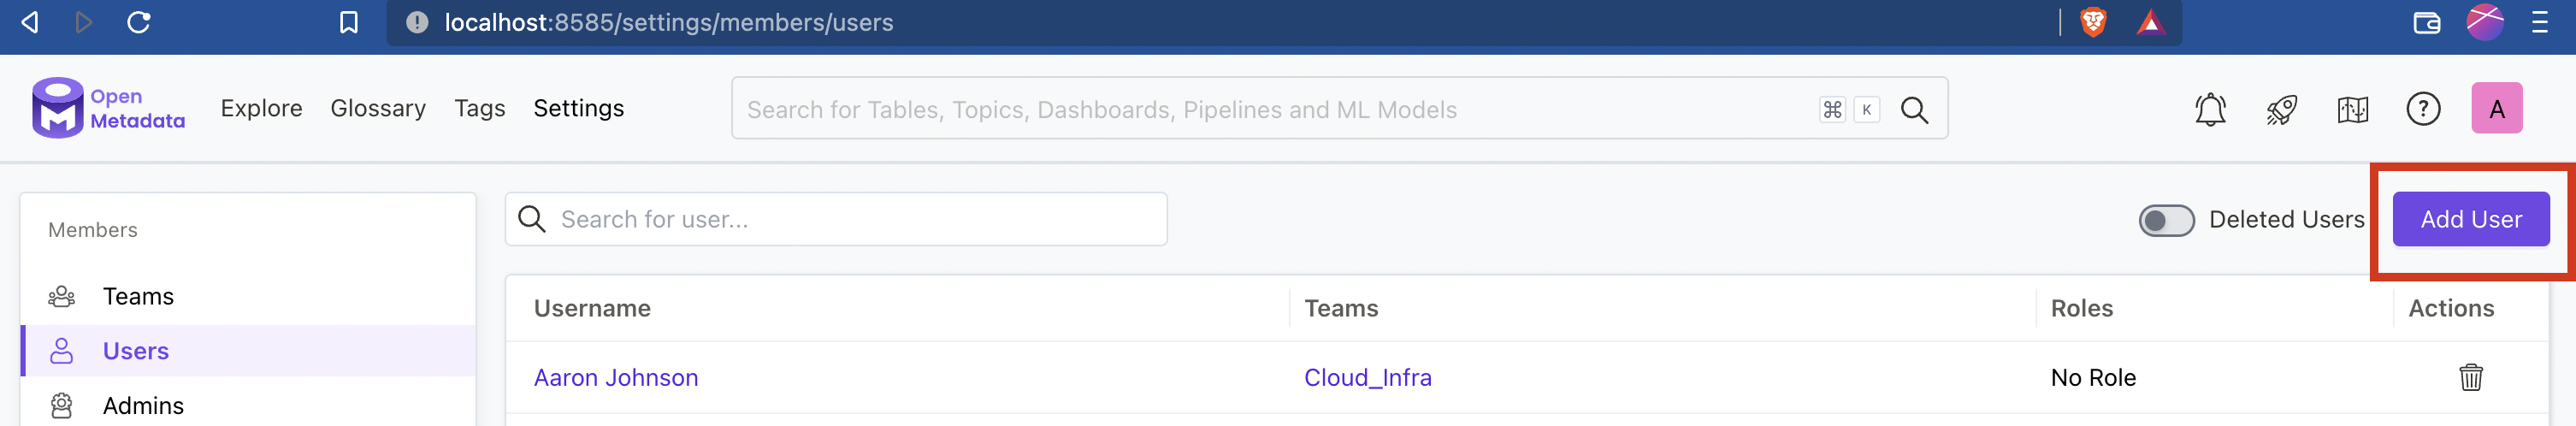 localhost:8585/settings/members/users
Open Metadata
Explore Glossary Tags Settings
Search for Tables, Topics, Dashboards, Pipelines and ML Models
⌘ K
?
A
Members
Teams
Users
Admins
Search for user...
Deleted Users
Add User
Username Teams Roles Actions
Aaron Johnson Cloud_Infra No Role